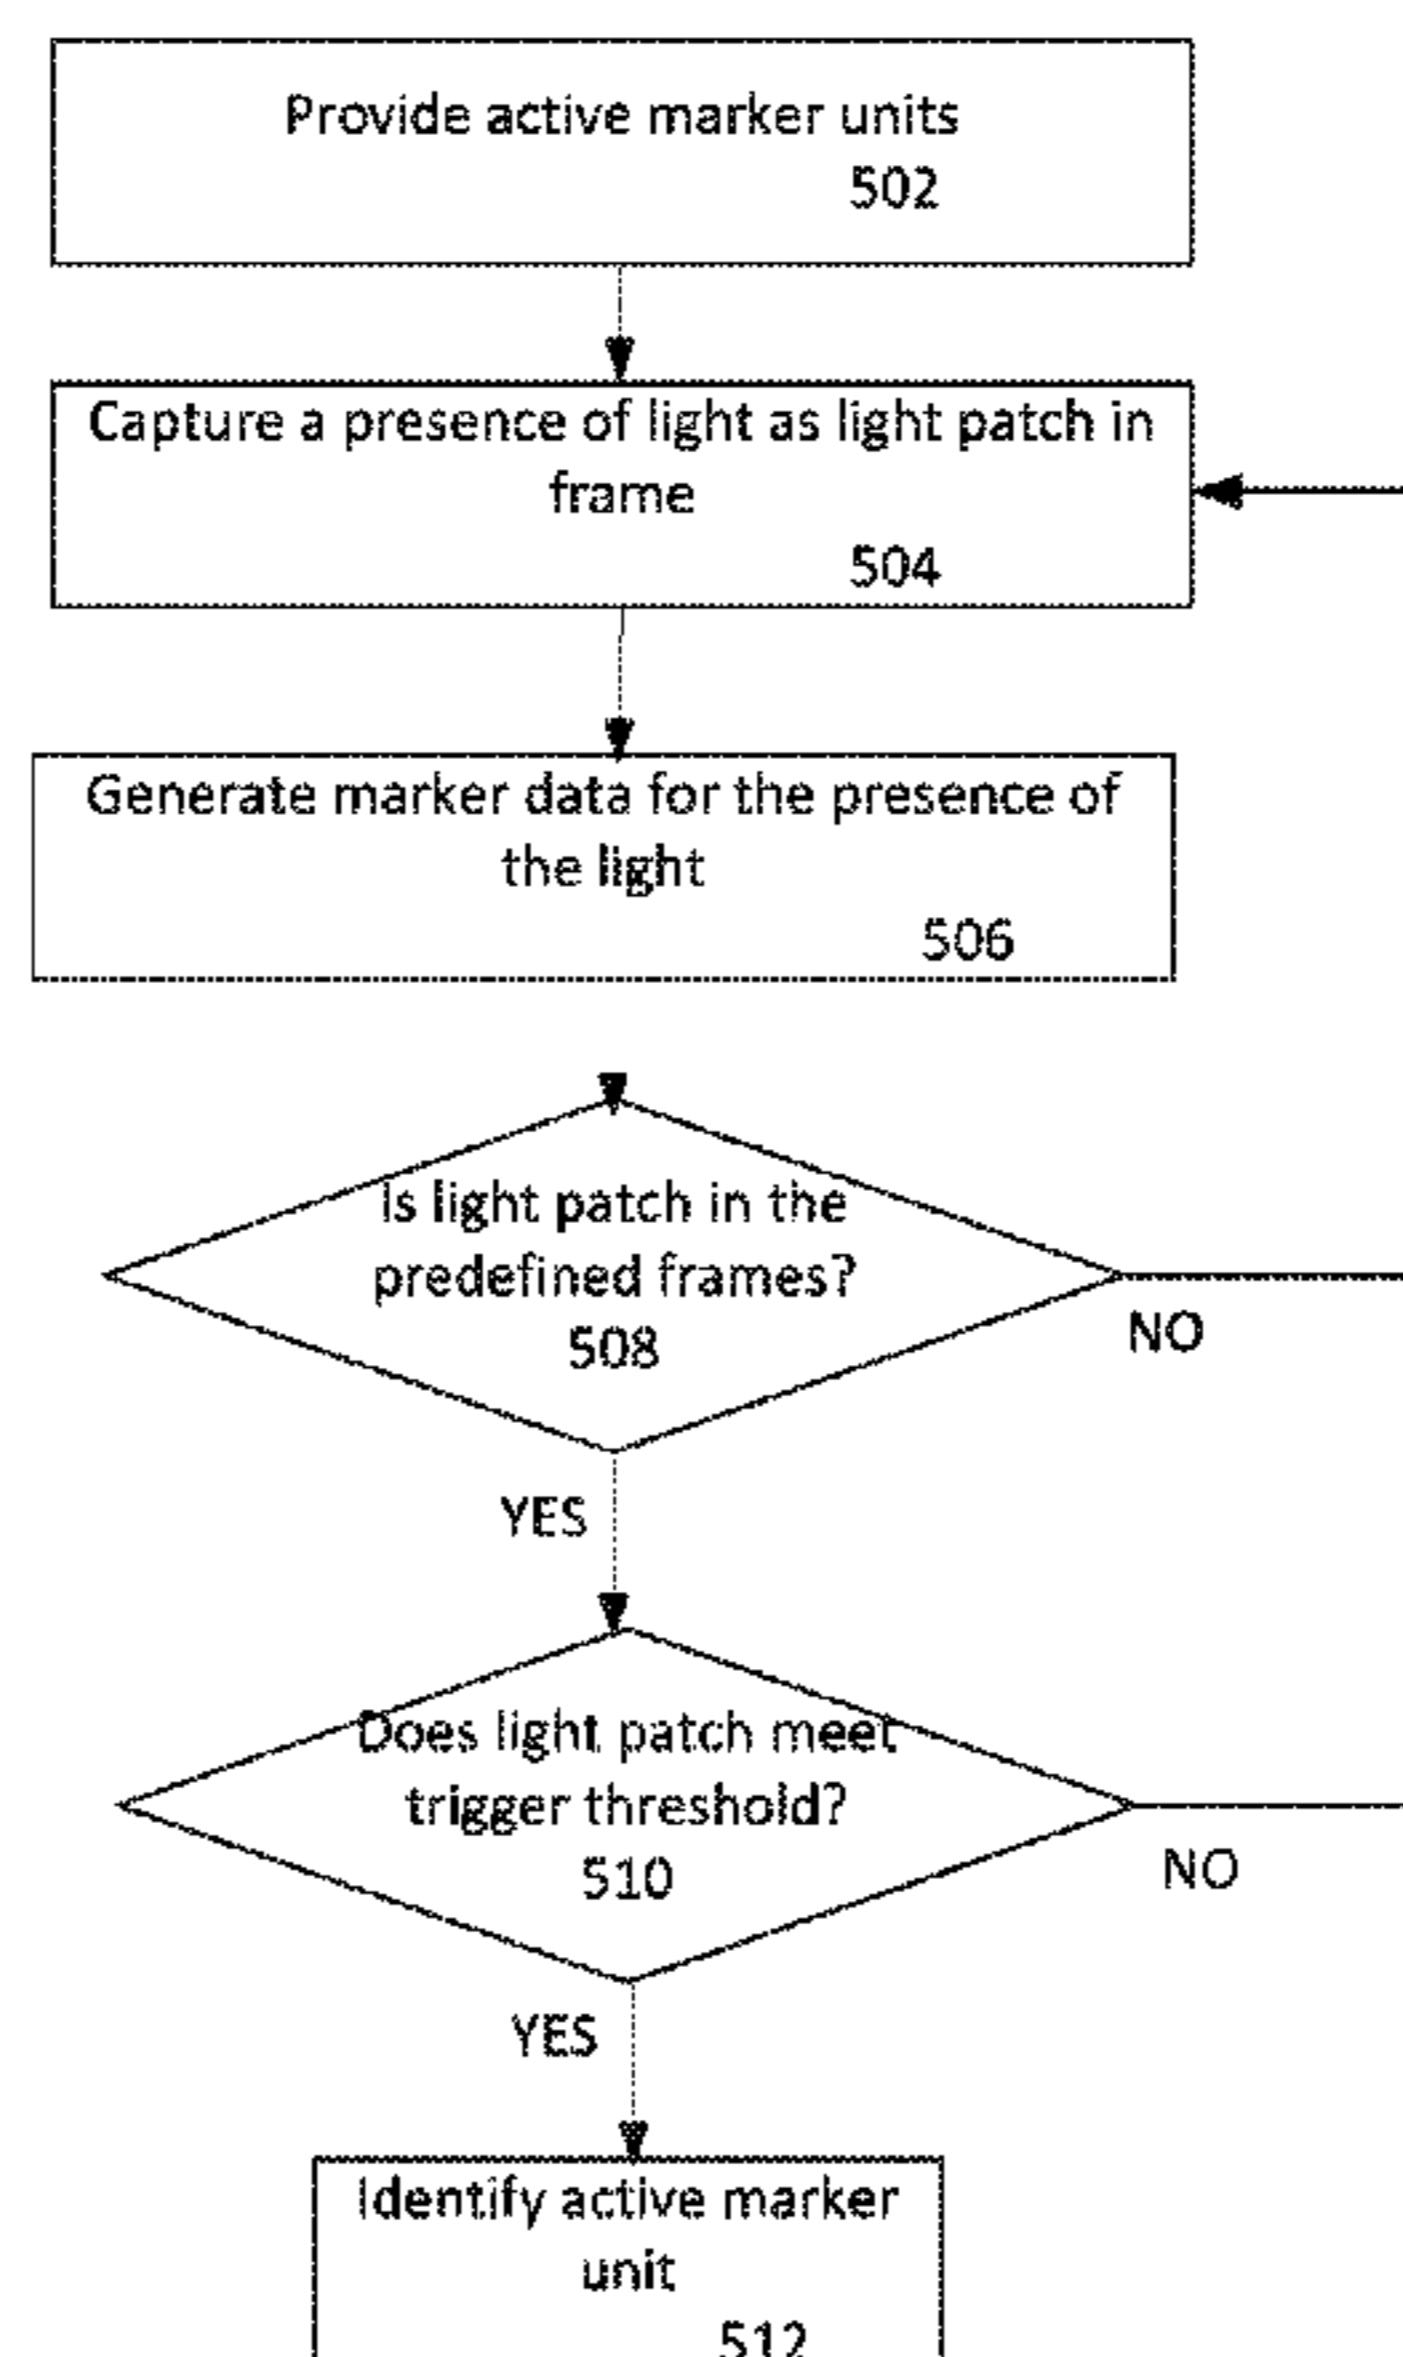 Provide active marker units
502
Capture a presence of light as light patch in
frame
504
Generate marker data for the presence of
the light
506
Is light patch in the
predefined frames?
508
NO
YES
Does light patch meet
trigger threshold?
510
NO
YES
Identify active marker
unit
512